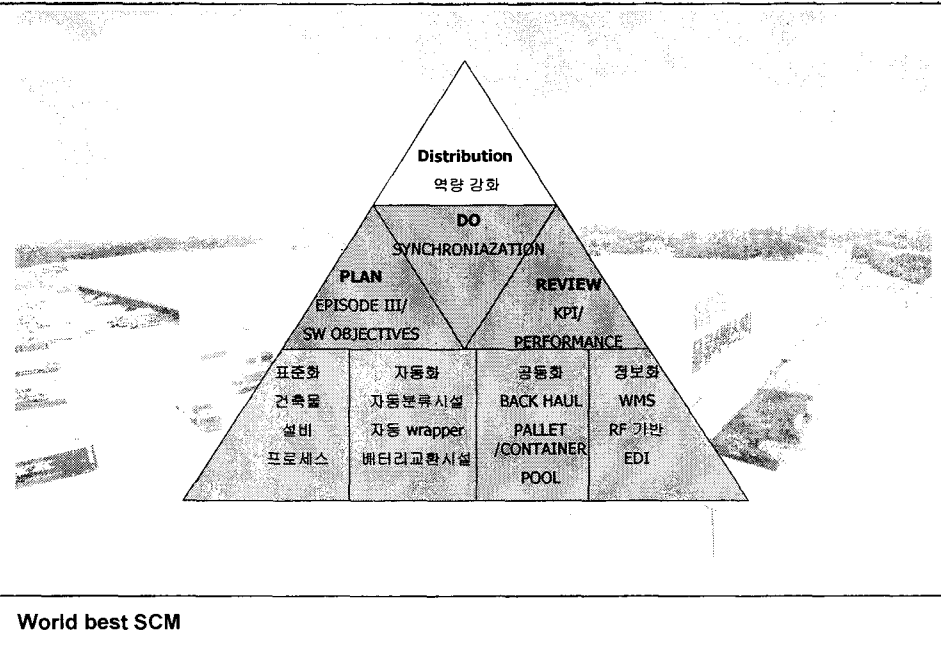 Distribution
역량 강화
DO
SYNCHRONIAZATION
PLAN
EPISODE III/
SW OBJECTIVES
REVIEW
KPI/
PERFORMANCE
표준화
건축물
설비
프로세스
자동화
자동분류시설
자동 wrapper
배터리교환시설
공동화
BACK HAUL
PALLET
/CONTAINER
POOL
정보화
WMS
RF 기반
EDI
World best SCM